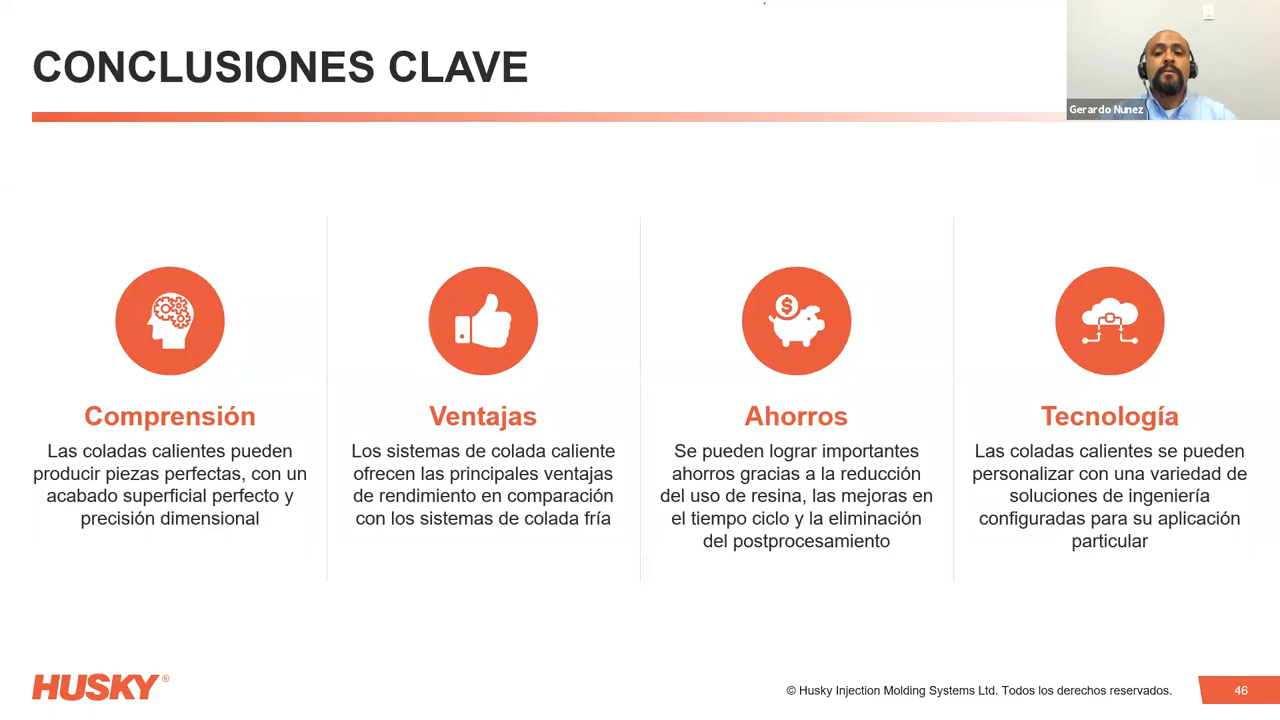 CONCLUSIONES CLAVE
Gerardo Nunez
Comprensión
Las coladas calientes pueden
producir piezas perfectas, con un
acabado superficial perfecto y
precisión dimensional
Ventajas
Los sistemas de colada caliente
ofrecen las principales ventajas
de rendimiento en comparación
con los sistemas de colada fría
$
Ahorros
Se pueden lograr importantes
ahorros gracias a la reducción
del uso de resina, las mejoras en
el tiempo ciclo y la eliminación
del postprocesamiento
Tecnología
Las coladas calientes se pueden
personalizar con una variedad de
soluciones de ingeniería
configuradas para su aplicación
particular
HUSKY®
© Husky Injection Molding Systems Ltd. Todos los derechos reservados.
46